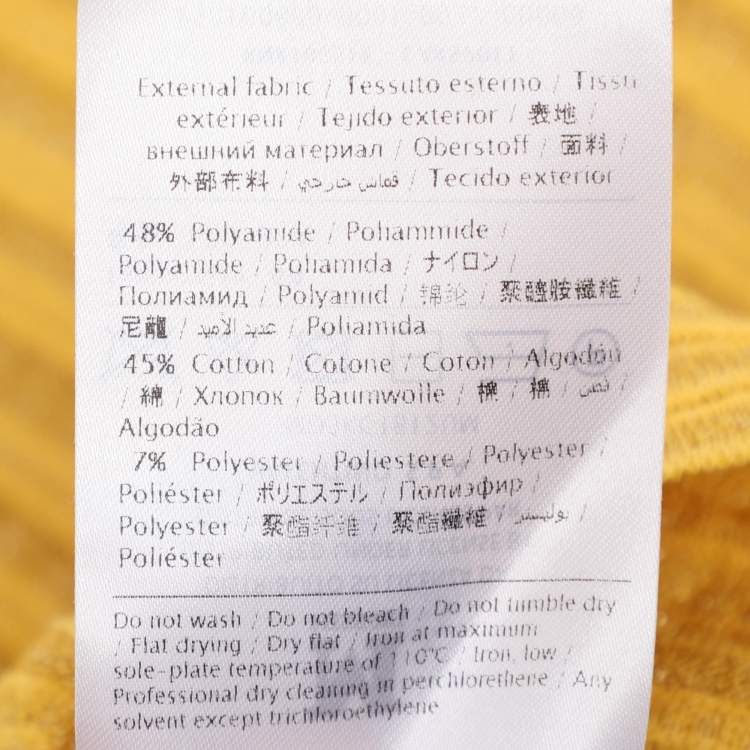 External fabric / Tessuto esterno / Tissu
extérieur / Tejido exterior / 表地 /
внешний материал / Oberstoff / 面料 /
外部布料 / قماش خارجي / Tecido exterior
48% Polyamide / Poliammide /
Polyamide / Poliamida / ナイロン /
Полиамид / Polyamid / 锦纶 / 聚醯胺纖維 /
尼龍 / عديد الأميد / Poliamida
45% Cotton / Cotone / Coton / Algodón
/ 綿 / Хлопок / Baumwolle / 棉 / 棉 / قطن /
Algodão
7% Polyester / Poliestere / Polyester /
Poliéster / ポリエステル / Полиэфир /
Polyester / 聚酯纤维 / 聚酯纖維 / بوليستر /
Poliéster
Do not wash / Do not bleach / Do not tumble dry
/ Flat drying / Dry flat / Iron at maximum
sole-plate temperature of 110°C / Iron, low /
Professional dry cleaning in perchlorethene / Any
solvent except trichloroethylene